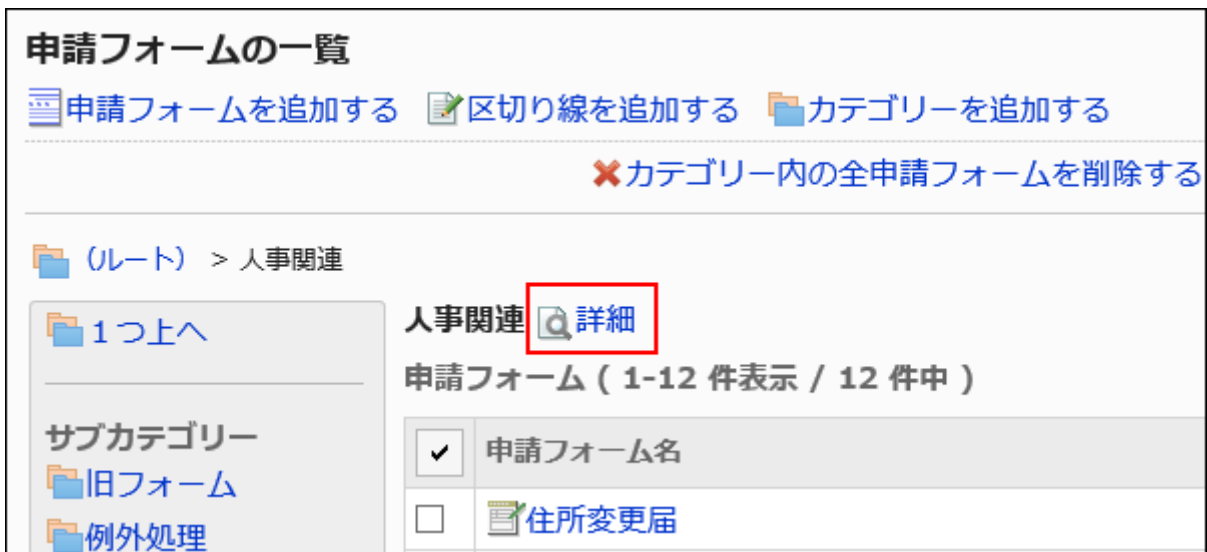 申請フォームの一覧
申請フォームを追加する 区切り線を追加する カテゴリーを追加する
カテゴリー内の全申請フォームを削除する
（ルート） > 人事関連
1つ上へ
サブカテゴリー
旧フォーム
例外処理
人事関連 詳細
申請フォーム ( 1-12 件表示 / 12 件中 )
申請フォーム名
住所変更届